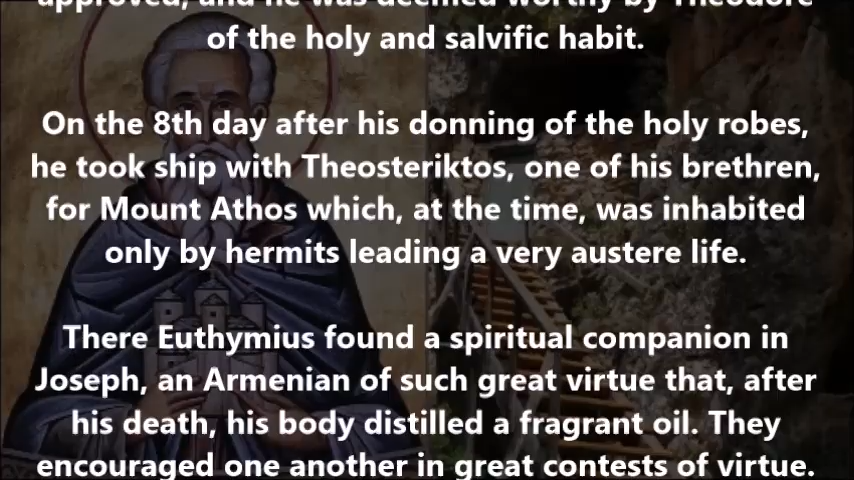 approved, and he was deemed worthy by Theodore
of the holy and salvific habit.
On the 8th day after his donning of the holy robes,
he took ship with Theosteriktos, one of his brethren,
for Mount Athos which, at the time, was inhabited
only by hermits leading a very austere life.
There Euthymius found a spiritual companion in
Joseph, an Armenian of such great virtue that, after
his death, his body distilled a fragrant oil. They
encouraged one another in great contests of virtue.